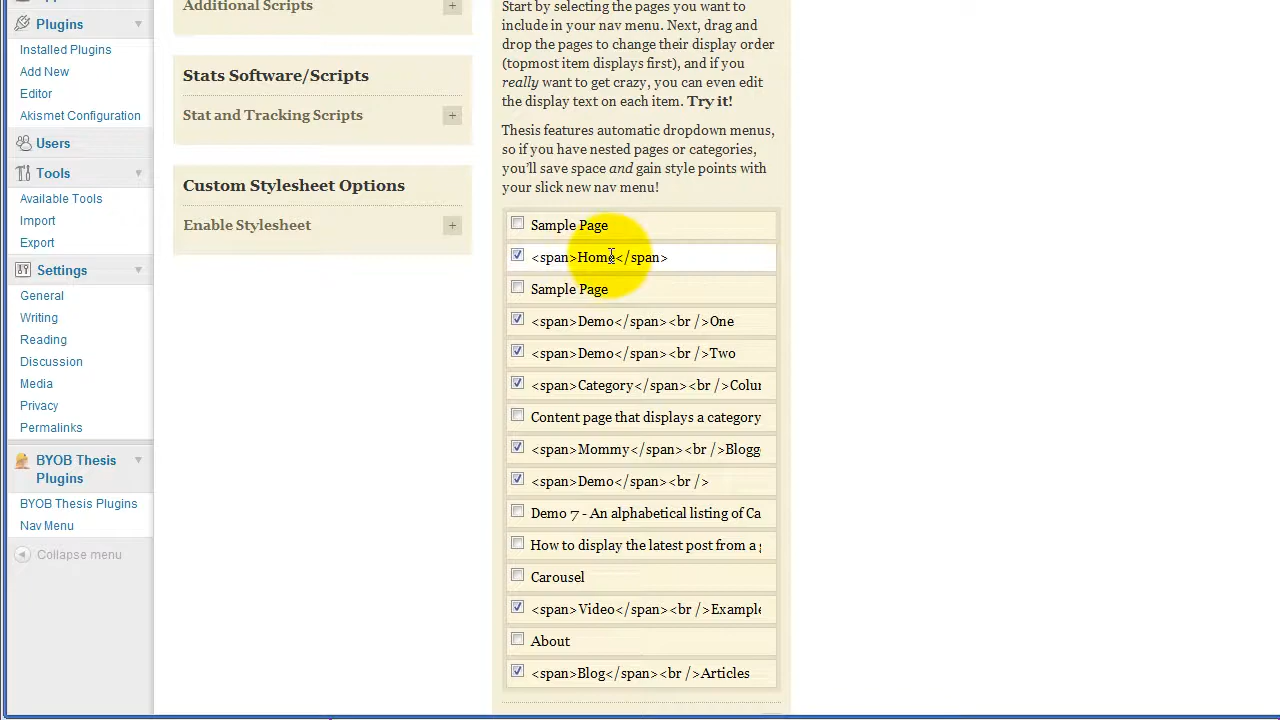 Plugins
Installed Plugins
Add New
Editor
Akismet Configuration
Users
Tools
Available Tools
Import
Export
Settings
General
Writing
Reading
Discussion
Media
Privacy
Permalinks
BYOB Thesis
Plugins
BYOB Thesis Plugins
Nav Menu
Collapse menu
Additional Scripts +
Stats Software/Scripts
Stat and Tracking Scripts +
Custom Stylesheet Options
Enable Stylesheet +
Start by selecting the pages you want to
include in your nav menu. Next, drag and
drop the pages to change their display order
(topmost item displays first), and if you
really want to get crazy, you can even edit
the display text on each item. Try it!
Thesis features automatic dropdown menus,
so if you have nested pages or categories,
you'll save space and gain style points with
your slick new nav menu!
Sample Page
<span>Home</span>
Sample Page
<span>Demo</span><br />One
<span>Demo</span><br />Two
<span>Category</span><br />Colu
Content page that displays a category
<span>Mommy</span><br />Blogg
<span>Demo</span><br />
Demo 7 - An alphabetical listing of Ca
How to display the latest post from a
Carousel
<span>Video</span><br />Example
About
<span>Blog</span><br />Articles